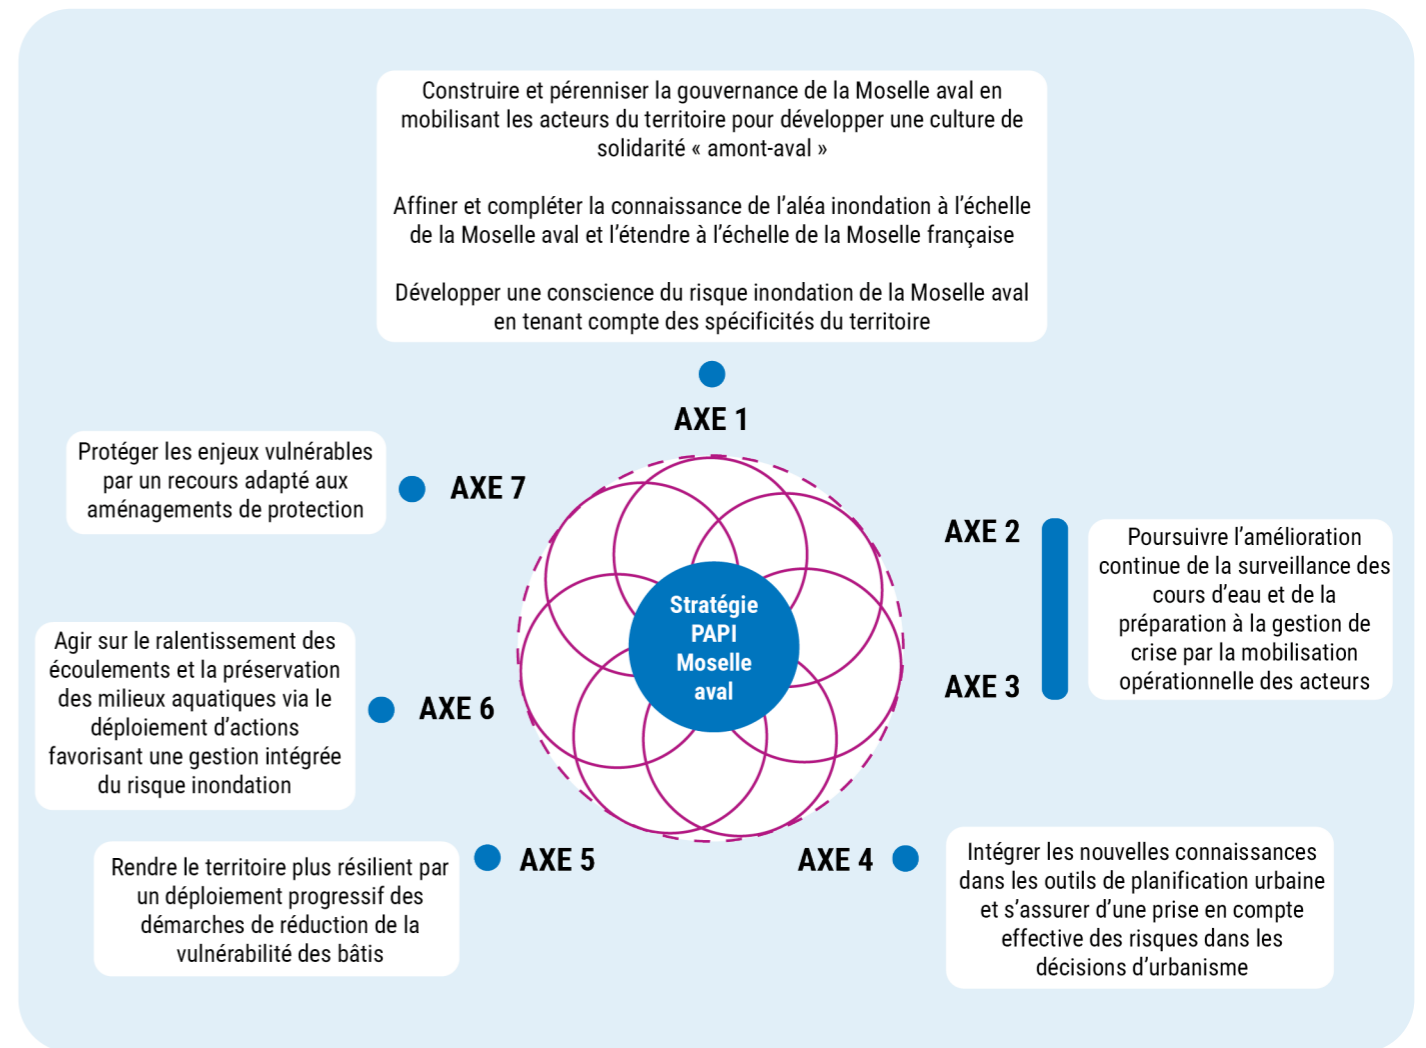 Construire et pérenniser la gouvernance de la Moselle aval en
mobilisant les acteurs du territoire pour développer une culture de
solidarité « amont-aval »
Affiner et compléter la connaissance de l’aléa inondation à l’échelle
de la Moselle aval et l’étendre à l’échelle de la Moselle française
Développer une conscience du risque inondation de la Moselle aval
en tenant compte des spécificités du territoire
AXE 1
AXE 2
AXE 3
Poursuivre l’amélioration
continue de la surveillance des
cours d’eau et de la
préparation à la gestion de
crise par la mobilisation
opérationnelle des acteurs
AXE 4
Intégrer les nouvelles connaissances
dans les outils de planification urbaine
et s’assurer d’une prise en compte
effective des risques dans les
décisions d’urbanisme
AXE 5
Rendre le territoire plus résilient par
un déploiement progressif des
démarches de réduction de la
vulnérabilité des bâtis
AXE 6
Agir sur le ralentissement des
écoulements et la préservation
des milieux aquatiques via le
déploiement d’actions
favorisant une gestion intégrée
du risque inondation
AXE 7
Protéger les enjeux vulnérables
par un recours adapté aux
aménagements de protection
Stratégie
PAPI
Moselle
aval